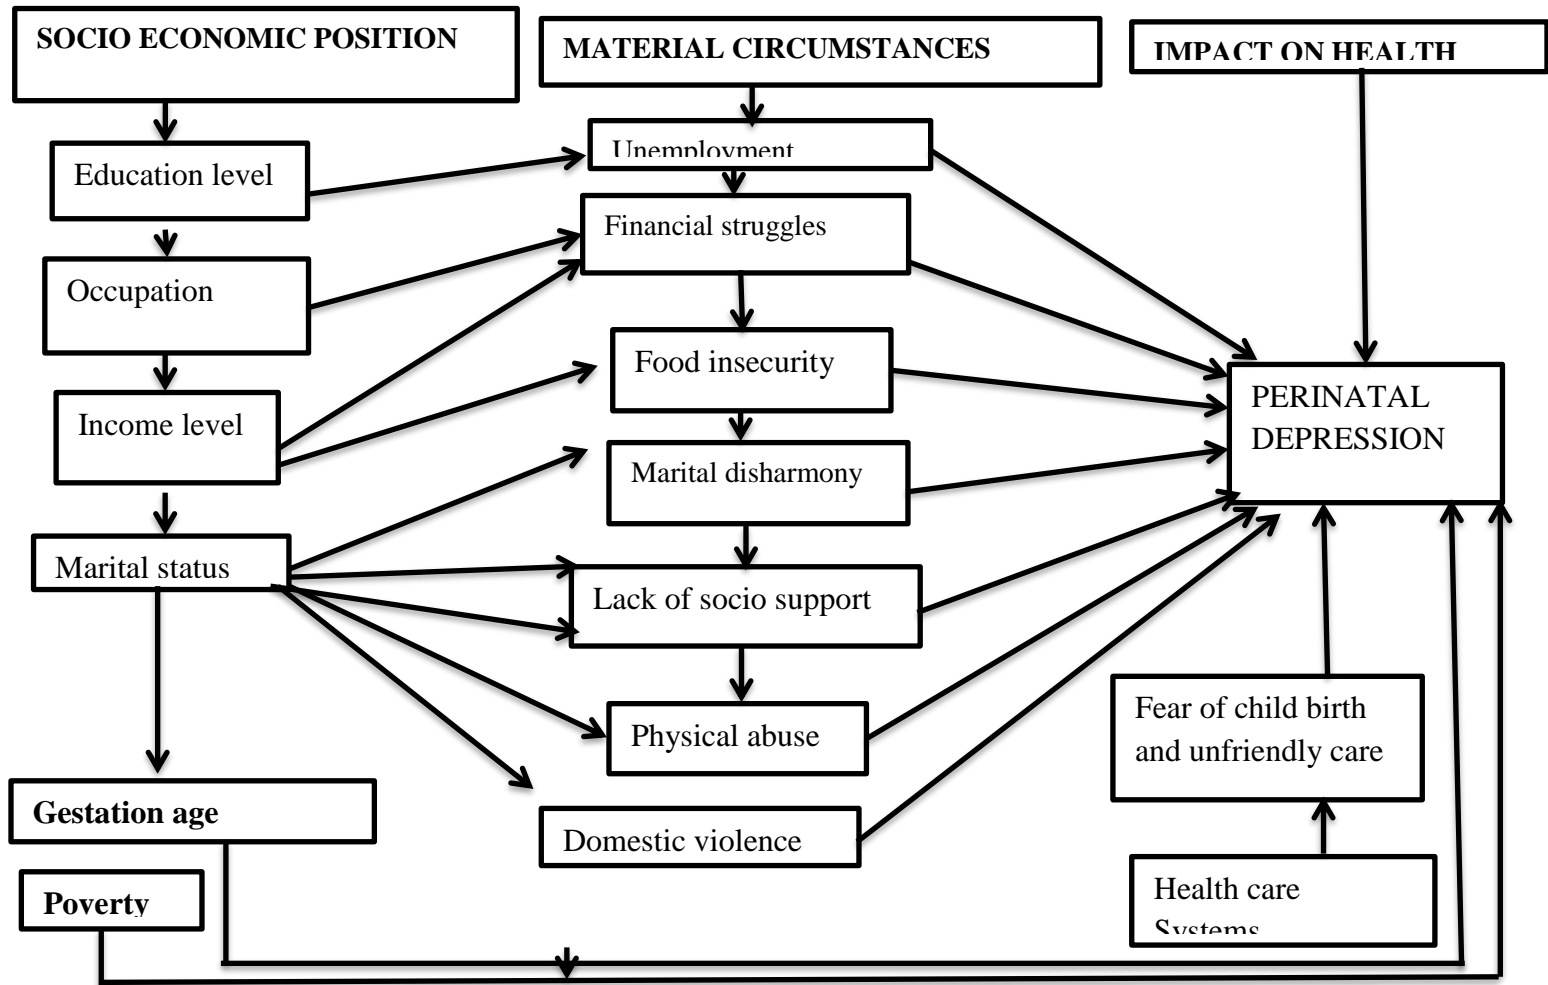 SOCIO ECONOMIC POSITION
MATERIAL CIRCUMSTANCES
IMPACT ON HEALTH
Education level
Occupation
Income level
Marital status
Gestation age
Poverty
Unemployment
Financial struggles
Food insecurity
Marital disharmony
Lack of socio support
Physical abuse
Domestic violence
PERINATAL
DEPRESSION
Fear of child birth
and unfriendly care
Health care
Systems